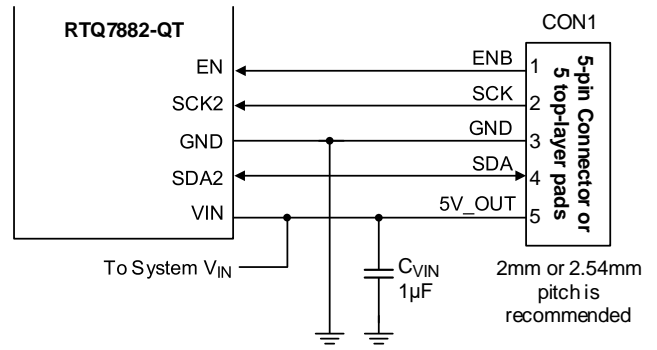 RTQ7882-QT
CON1
EN
ENB
1
SCK2
SCK
2
GND
GND
3
SDA2
SDA
4
VIN
5V_OUT
5
5-pin Connector or
5 top-layer pads
To System VIN
CVIN
1µF
2mm or 2.54mm
pitch is
recommended